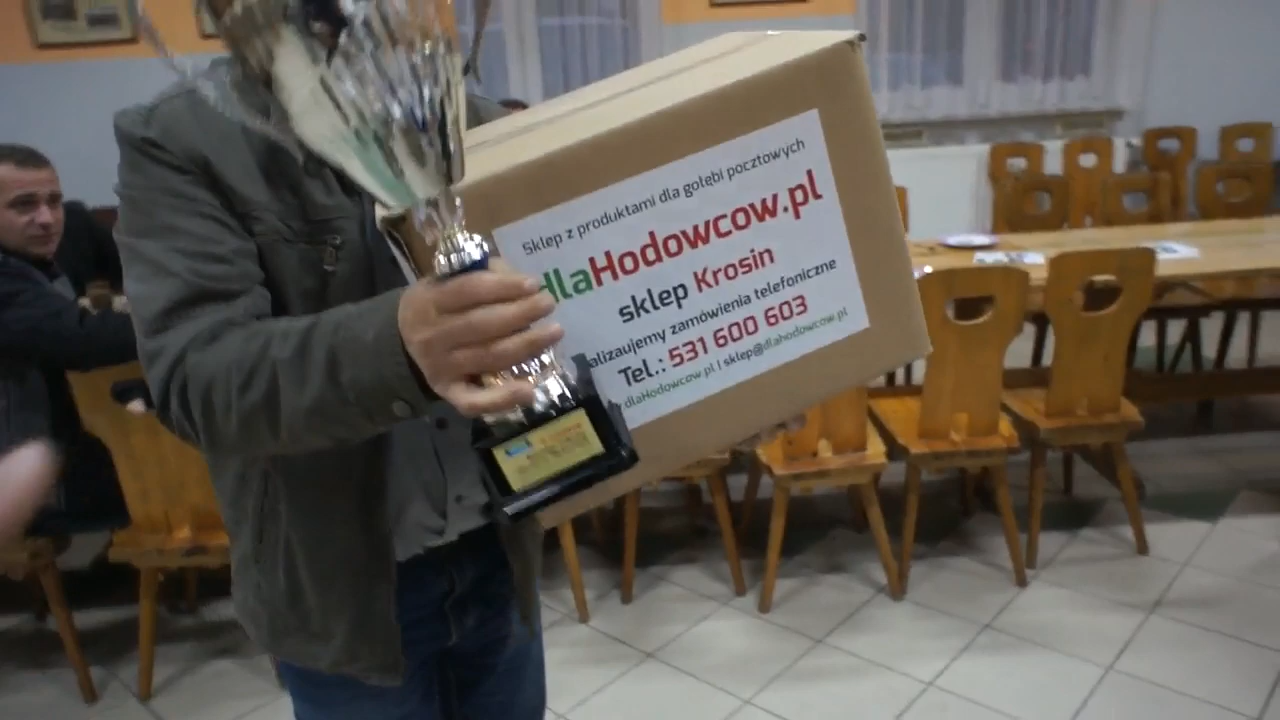 Sklep z produktami dla gołębi pocztowych
dlaHodowcow.pl
sklep Krosin
alizaujemy zamówienia telefoniczne
Tel.: 531 600 603
dlaHodowcow.pl | sklep@dlahodowcow.pl